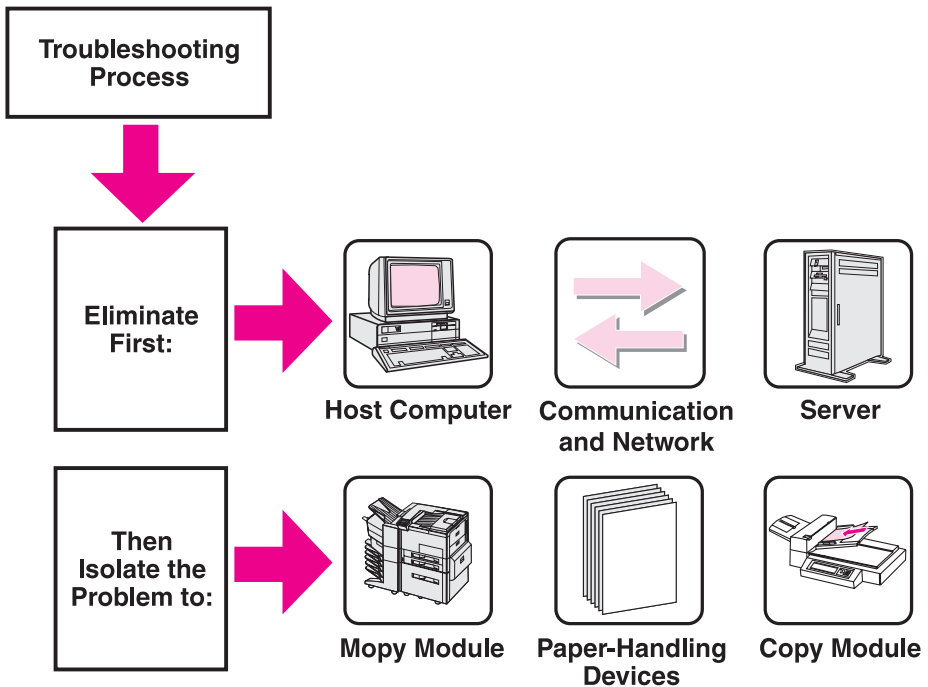 Troubleshooting
Process
Eliminate
First:
Host Computer
Communication
and Network
Server
Then
Isolate the
Problem to:
Mopy Module
Paper-Handling
Devices
Copy Module